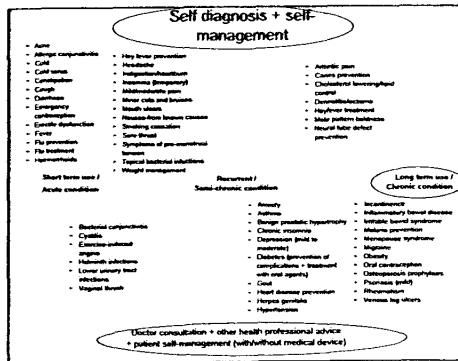 Self diagnosis + self-
management
- Acne
- Allergic conjunctivitis
- Cold
- Cold sores
- Constipation
- Cough
- Diarrhoea
- Emergency
contraception
- Erectile dysfunction
- Fever
- Flu prevention
- Flu treatment
- Haemorrhoids
- Hay fever prevention
- Headache
- Indigestion/heartburn
- Insomnia (temporary)
- Mild/moderate pain
- Minor cuts and bruises
- Mouth ulcers
- Nausea from known causes
- Smoking cessation
- Sore throat
- Symptoms of pre-menstrual
tension
- Topical bacterial infections
- Weight management
- Arthritic pain
- Caries prevention
- Cholesterol lowering/lipid
control
- Dermatitis/eczema
- Hayfever treatment
- Male pattern baldness
- Neural tube defect
prevention
Short term use /
Acute condition
Recurrent /
Semi-chronic condition
Long term use /
Chronic condition
- Bacterial conjunctivitis
- Cystitis
- Exercise-induced
angina
- Helminth infections
- Lower urinary tract
infections
- Vaginal thrush
- Anxiety
- Asthma
- Benign prostatic hypertrophy
- Chronic insomnia
- Depression (mild to
moderate)
- Diabetes (prevention of
complications + treatment
with oral agents)
- Gout
- Heart disease prevention
- Herpes genitalis
- Hypertension
- Incontinence
- Inflammatory bowel disease
- Irritable bowel syndrome
- Malaria prevention
- Menopause syndrome
- Migraine
- Obesity
- Oral contraception
- Osteoporosis prophylaxis
- Psoriasis (mild)
- Rheumatism
- Venous leg ulcers
Doctor consultation + other health professional advice
+ patient self-management (with/without medical device)